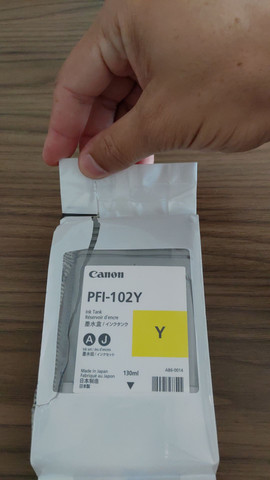 Canon
PFI-102Y
Ink Tank
Réservoir d'encre
墨水盒/インクタンク
Y
A J
Made in Japan
Fabriqué au Japon
日本制造
日本製
130ml